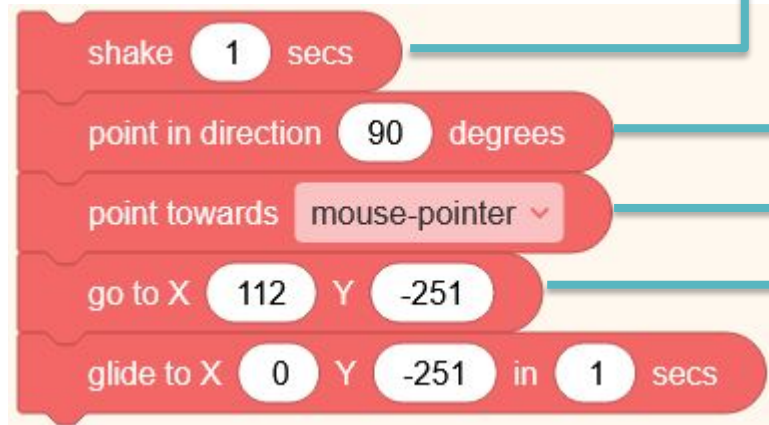 shake 1 secs
point in direction 90 degrees
point towards mouse-pointer
go to X 112 Y -251
glide to X 0 Y -251 in 1 secs